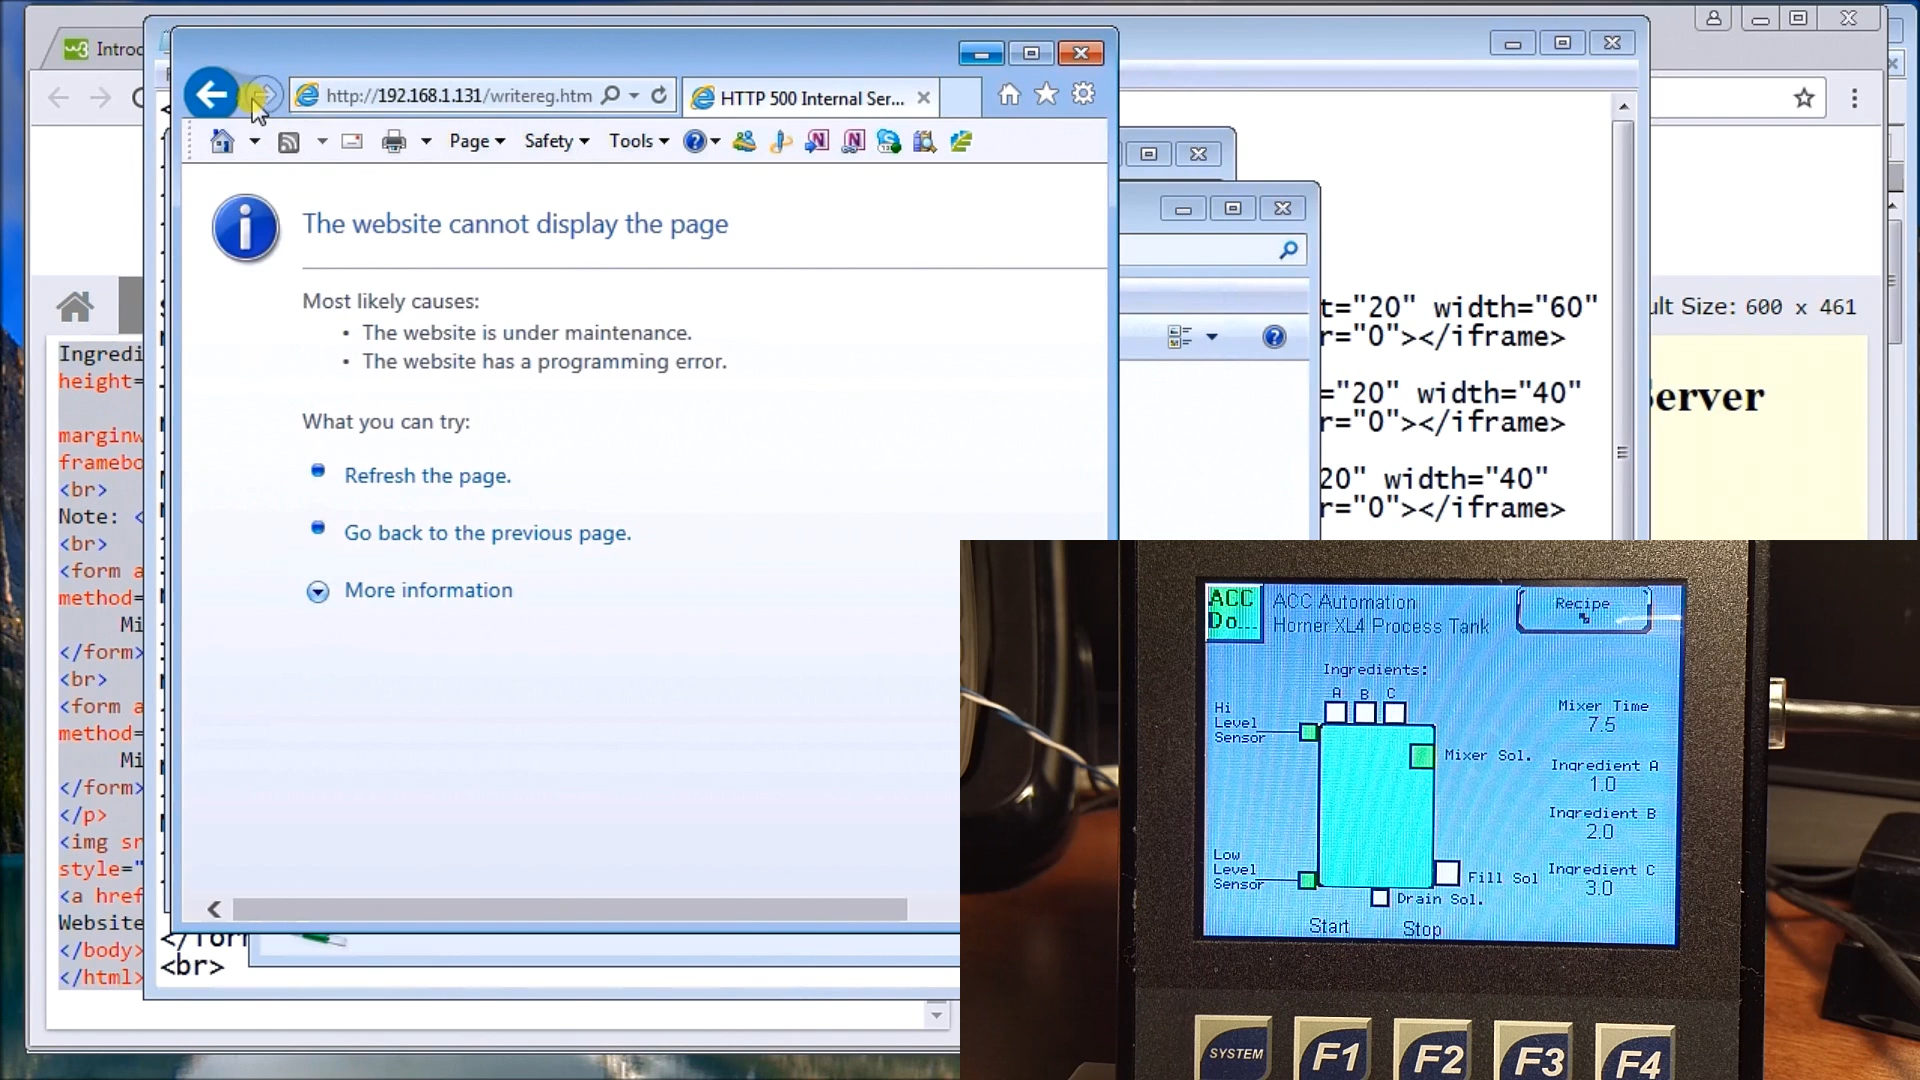 Introc
http://192.168.1.131/writereg.htm
HTTP 500 Internal Ser...
Page
Safety
Tools
The website cannot display the page
Most likely causes:
• The website is under maintenance.
• The website has a programming error.
What you can try:
Refresh the page.
Go back to the previous page.
More information
t="20" width="60"
r="0"></iframe>
="20" width="40"
r="0"></iframe>
20" width="40"
r="0"></iframe>
ult Size: 600 x 461
Server
Ingredi
height=
marginw
framebo
<br>
Note: <
<br>
<form a
method=
Mi
</form>
<br>
<form a
method=
Mi
</form>
</p>
<img sr
style="
<a href
Website
</body>
</html>
</form
<br>
ACC
Do...
ACC Automation
Horner XL4 Process Tank
Recipe
Ingredients:
A B C
Hi
Level
Sensor
Mixer Time
7.5
Mixer Sol.
Ingredient A
1.0
Ingredient B
2.0
Low
Level
Sensor
Fill Sol
Ingredient C
3.0
Drain Sol.
Start
Stop
SYSTEM
F1
F2
F3
F4